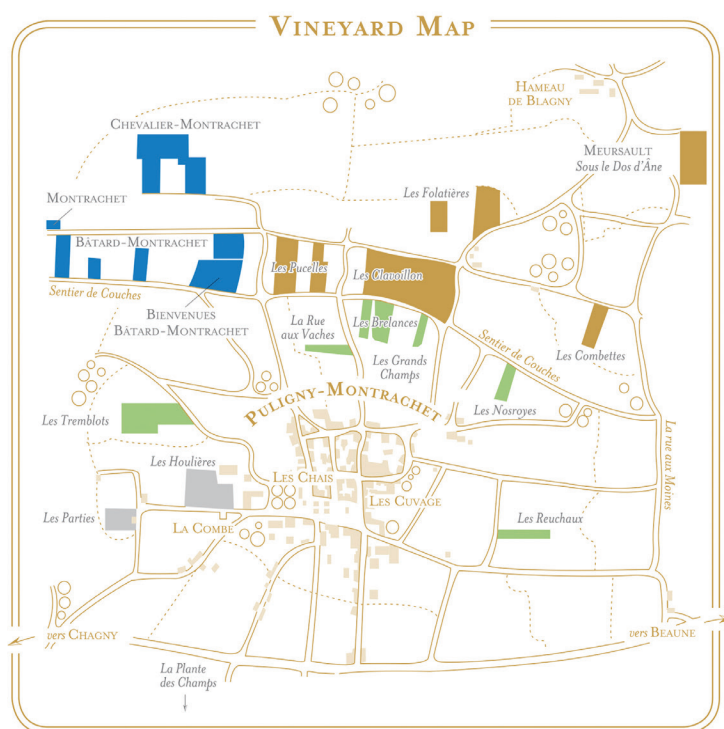 VINEYARD MAP
HAMEAU
DE BLAGNY
CHEVALIER-MONTRACHET
MEURSAULT
Sous le Dos d'Âne
Les Folatières
MONTRACHET
BÂTARD-MONTRACHET
Les Pucelles
Les Clavoillon
Sentier de Couches
BIENVENUES
BÂTARD-MONTRACHET
La Rue
aux Vaches
Les Brelances
Les Grands
Champs
Sentier de Couches
Les Combettes
PULIGNY-MONTRACHET
Les Nosroyes
Les Tremblots
La rue aux Moines
Les Houlières
LES CHAIS
LES CUVAGE
Les Parties
LA COMBE
Les Reuchaux
vers CHAGNY
vers BEAUNE
La Plante
des Champs